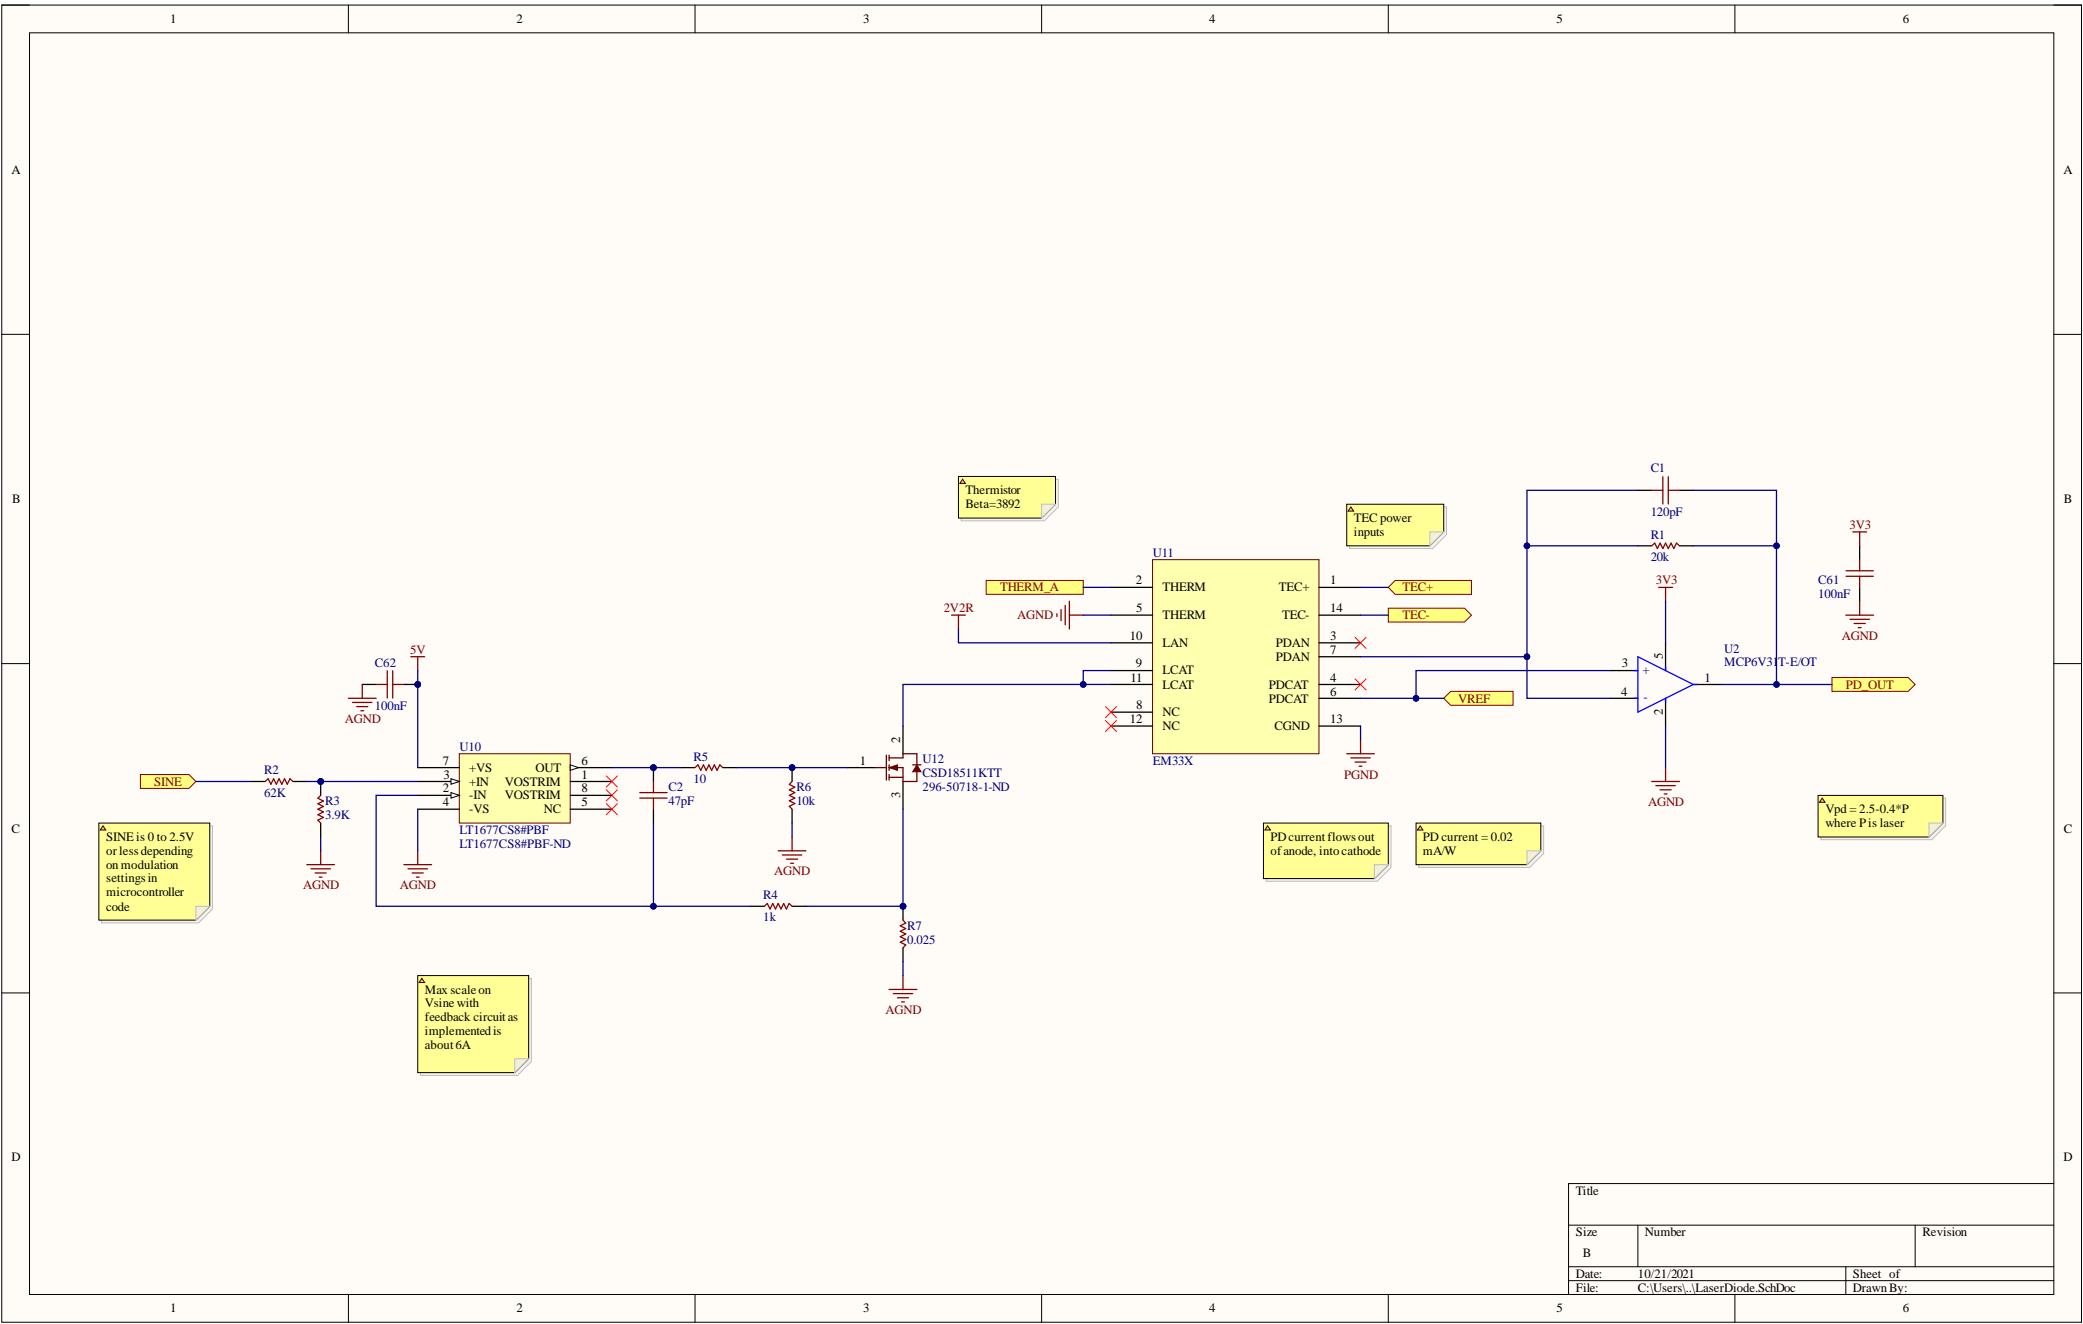 1 2 3 4 5 6
A A
B B
C C
D D
1 2 3 4 5 6
SINE
R2
62K
R3
3.9K
AGND
SINE is 0 to 2.5V
or less depending
on modulation
settings in
microcontroller
code
5V
C62
100nF
AGND
U10
7 +VS OUT 6
3 +IN VOSTRIM 1
2 -IN VOSTRIM 8
4 -VS NC 5
LT1677CS8#PBF
LT1677CS8#PBF-ND
AGND
C2
47pF
R5
10
R6
10k
AGND
R4
1k
1
2
3
U12
CSD18511KTT
296-50718-1-ND
R7
0.025
AGND
Max scale on
Vsine with
feedback circuit as
implemented is
about 6A
Thermistor
Beta=3892
TEC power
inputs
THERM_A
2V2R
AGND
U11
2 THERM TEC+ 1
5 THERM TEC- 14
10 LAN PDAN 3
PDAN 7
9 LCAT
11 LCAT PDCAT 4
PDCAT 6
8 NC
12 NC CGND 13
EM33X
TEC+
TEC-
VREF
PGND
PD current flows out
of anode, into cathode
PD current = 0.02
mA/W
C1
120pF
R1
20k
3V3
U2
MCP6V31T-E/OT
3 +
4 -
5
2
1
AGND
PD_OUT
3V3
C61
100nF
AGND
Vpd = 2.5-0.4*P
where P is laser
Title
Size Number Revision
B
Date: 10/21/2021 Sheet of
File: C:\Users\..\LaserDiode.SchDoc Drawn By: